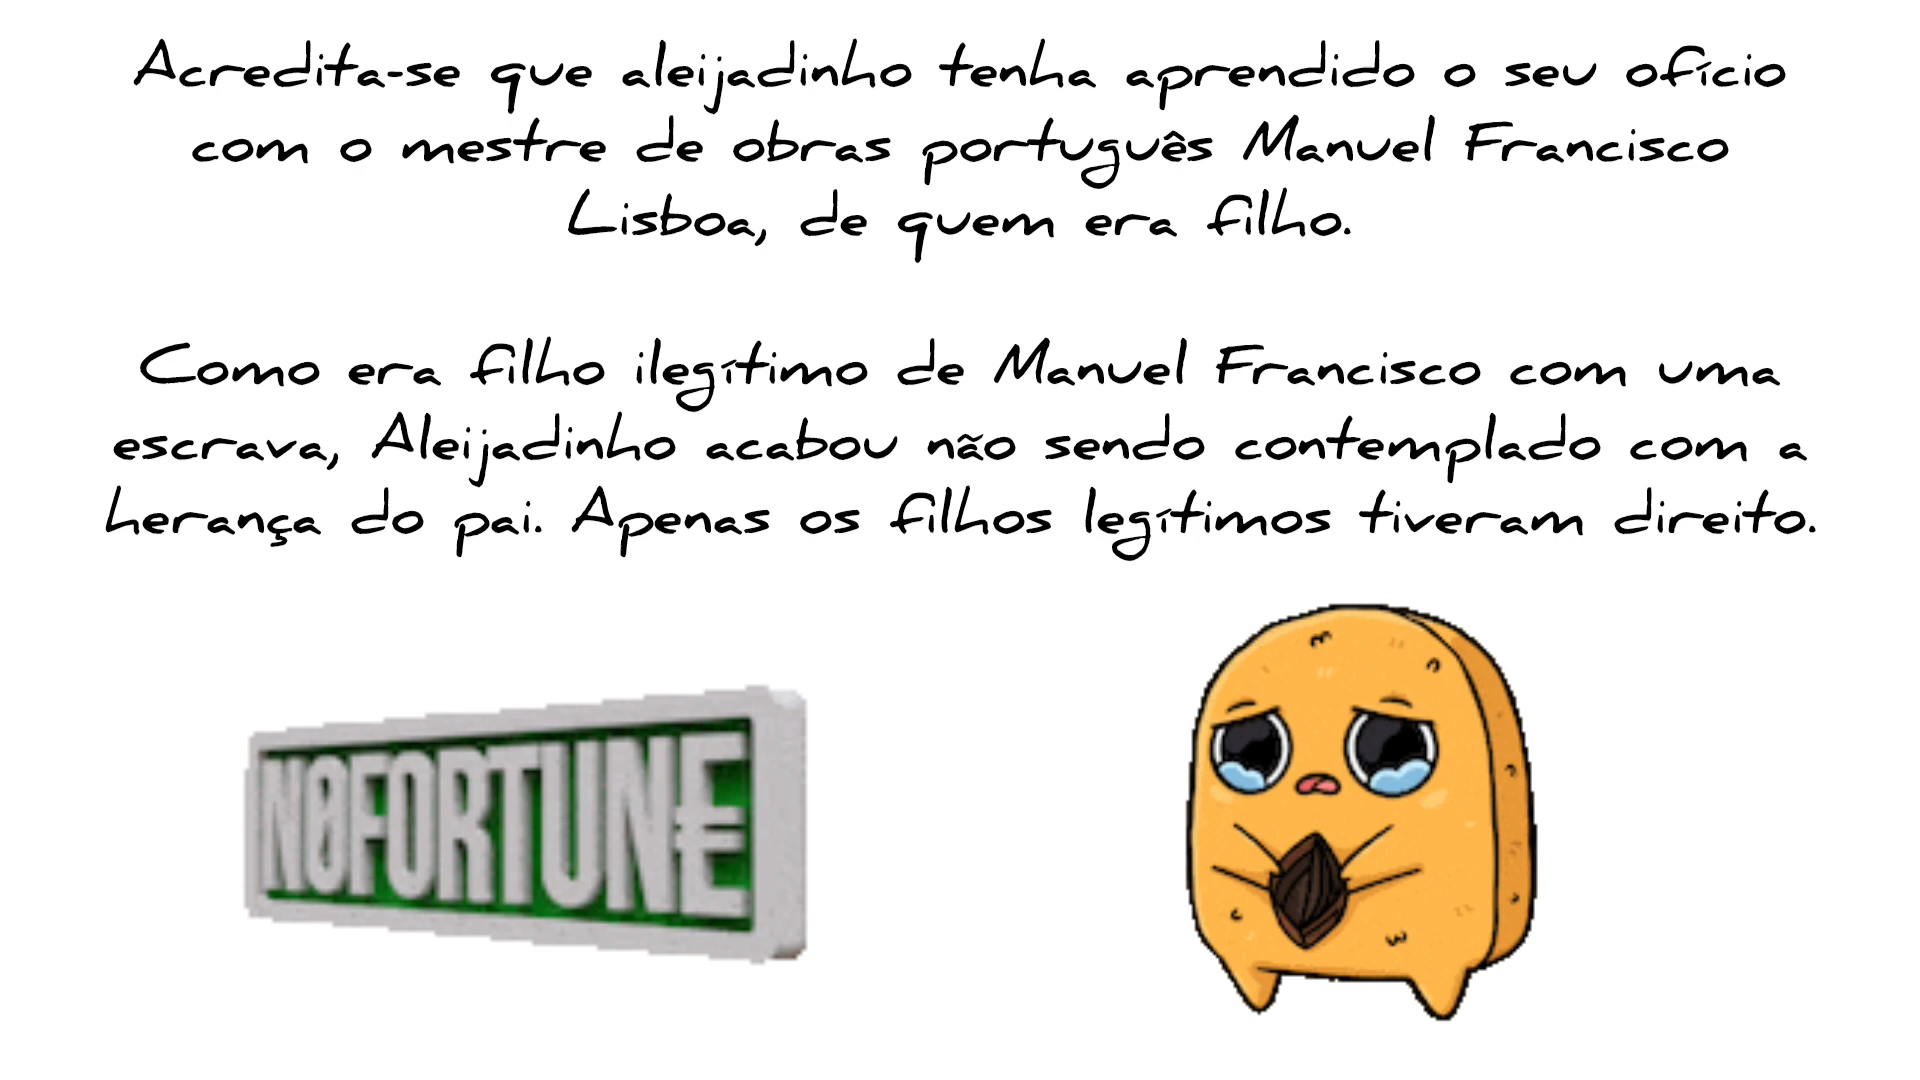 Acredita-se que aleijadinho tenha aprendido o seu ofício
com o mestre de obras português Manuel Francisco
Lisboa, de quem era filho.
Como era filho ilegítimo de Manuel Francisco com uma
escrava, Aleijadinho acabou não sendo contemplado com a
herança do pai. Apenas os filhos legítimos tiveram direito.
NØFORTUN€